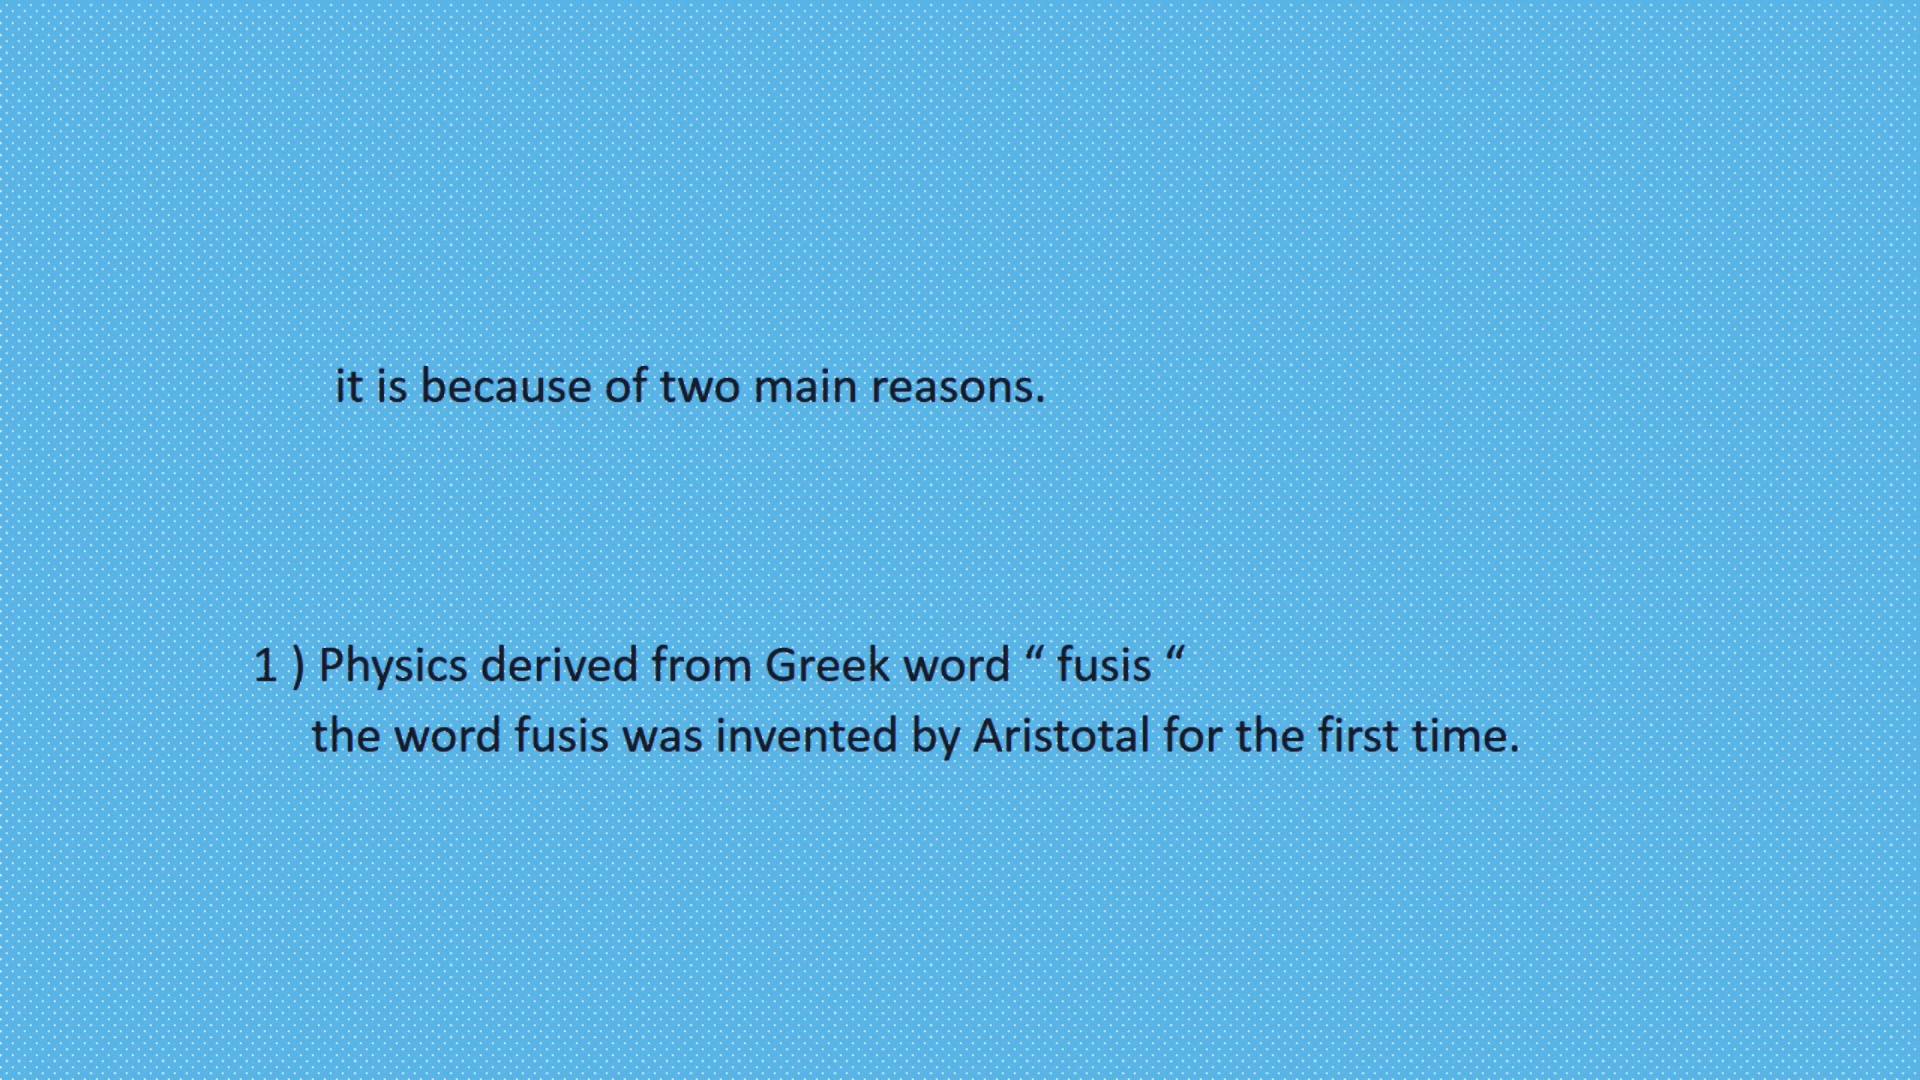 it is because of two main reasons.
1 ) Physics derived from Greek word “ fusis “
the word fusis was invented by Aristotal for the first time.